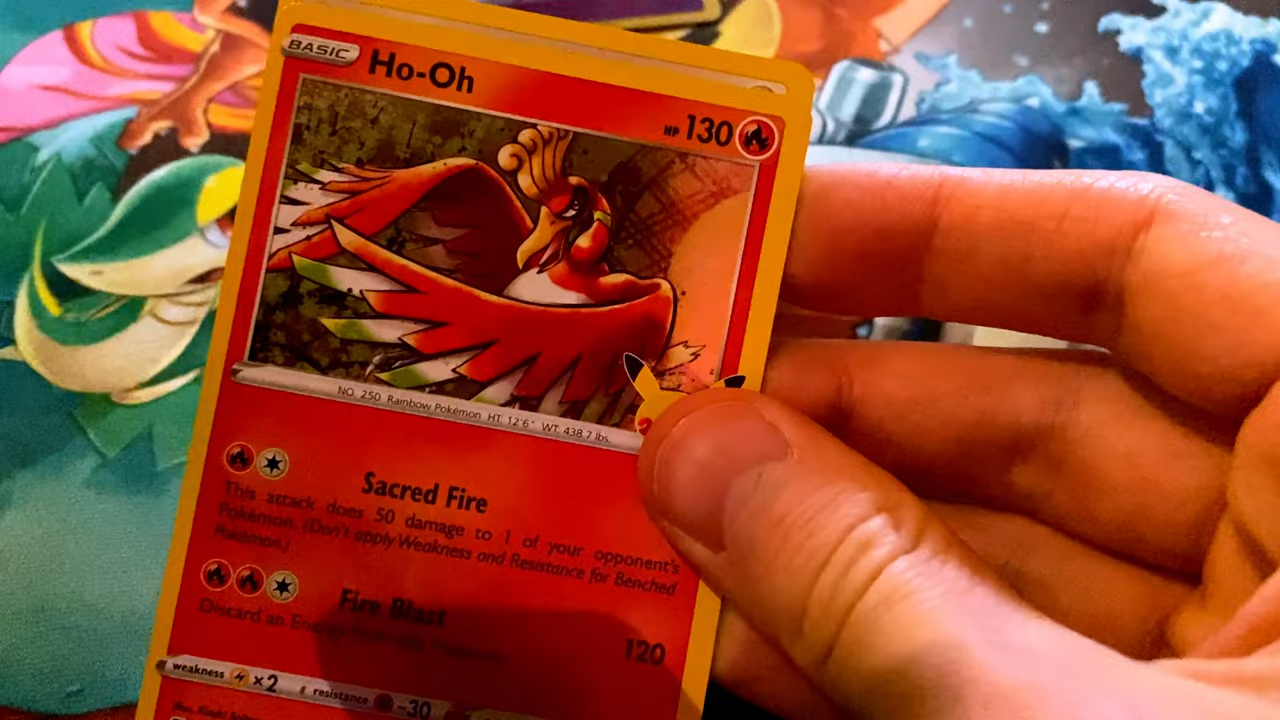 BASIC Ho-Oh HP 130
NO. 250 Rainbow Pokémon HT: 12'6" WT: 438.7 lbs.
Sacred Fire
This attack does 50 damage to 1 of your opponent's
Pokémon. (Don't apply Weakness and Resistance for Benched
Pokémon.)
Fire Blast 120
Discard an Energy from this Pokémon.
weakness ×2 resistance -30
Illus.